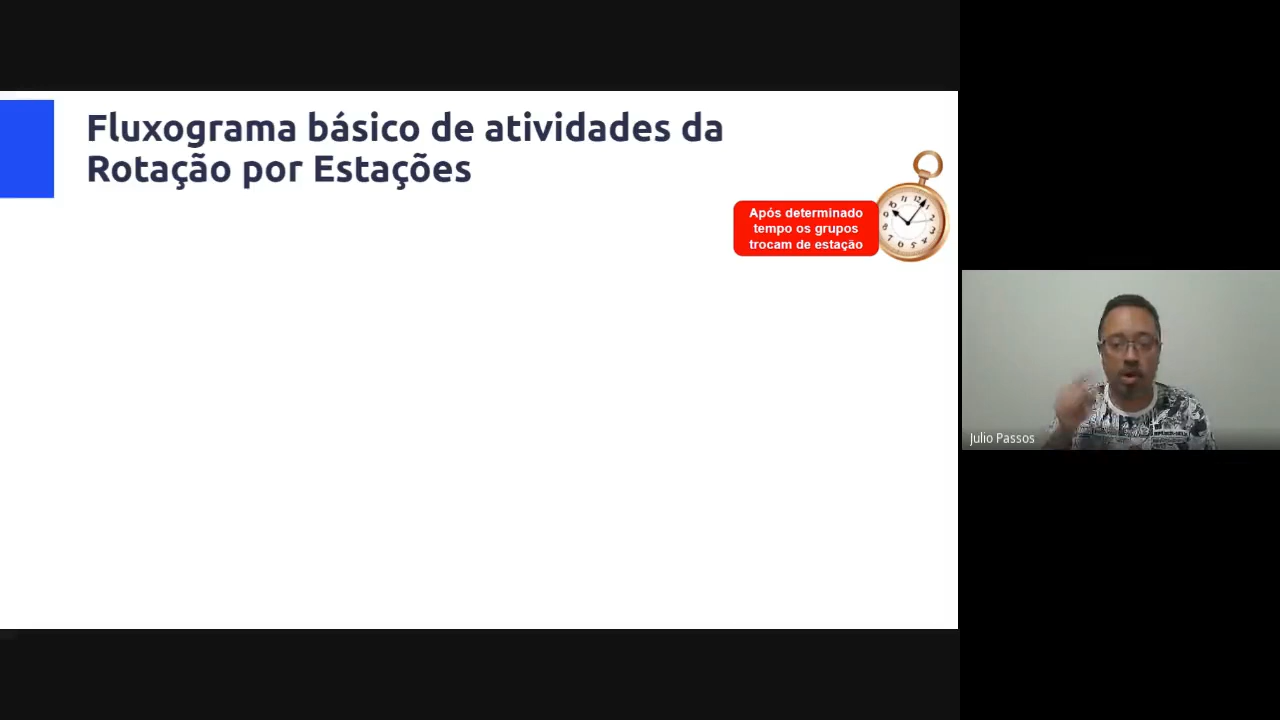 Fluxograma básico de atividades da
Rotação por Estações
Após determinado
tempo os grupos
trocam de estação
Julio Passos